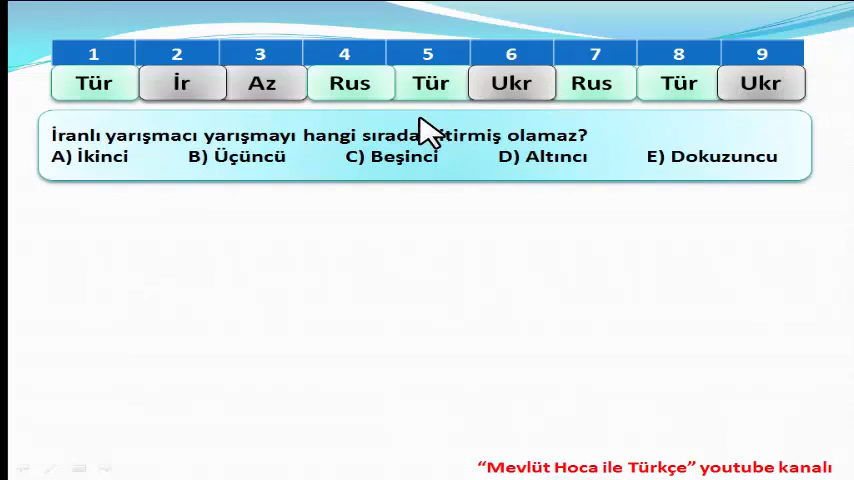 1 2 3 4 5 6 7 8 9
Tür İr Az Rus Tür Ukr Rus Tür Ukr
İranlı yarışmacı yarışmayı hangi sırada itirmiş olamaz?
A) İkinci B) Üçüncü C) Beşinci D) Altıncı E) Dokuzuncu
“Mevlüt Hoca ile Türkçe” youtube kanalı